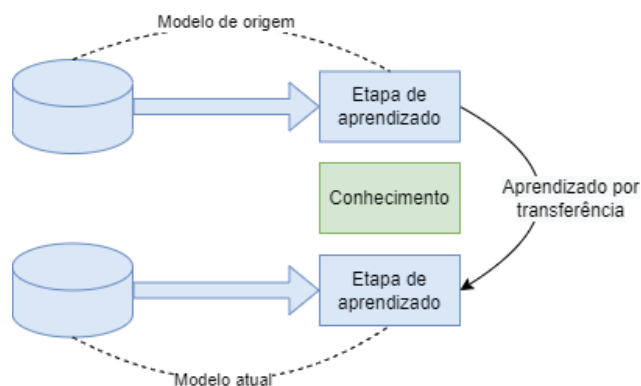 Modelo de origem
Etapa de
aprendizado
Conhecimento
Aprendizado por
transferência
Etapa de
aprendizado
Modelo atual